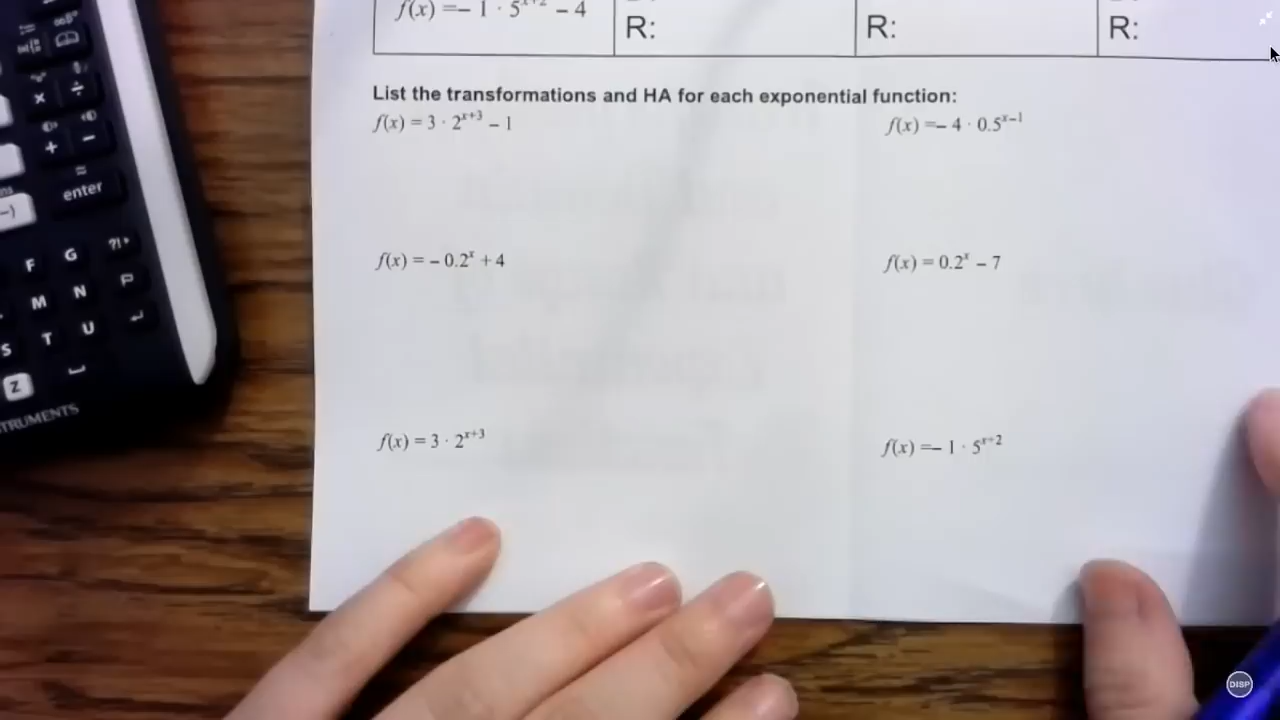 f(x) =– 1 · 5^{x+2} – 4
R: R: R:
List the transformations and HA for each exponential function:
f(x) = 3 · 2^{x+3} – 1 f(x) =– 4 · 0.5^{x–1}
f(x) = – 0.2^x + 4 f(x) = 0.2^x – 7
f(x) = 3 · 2^{x+3} f(x) =– 1 · 5^{x+2}
× ÷
+ –
enter
F G ?!
M N
S T U
Z
TRUMENTS
DISP